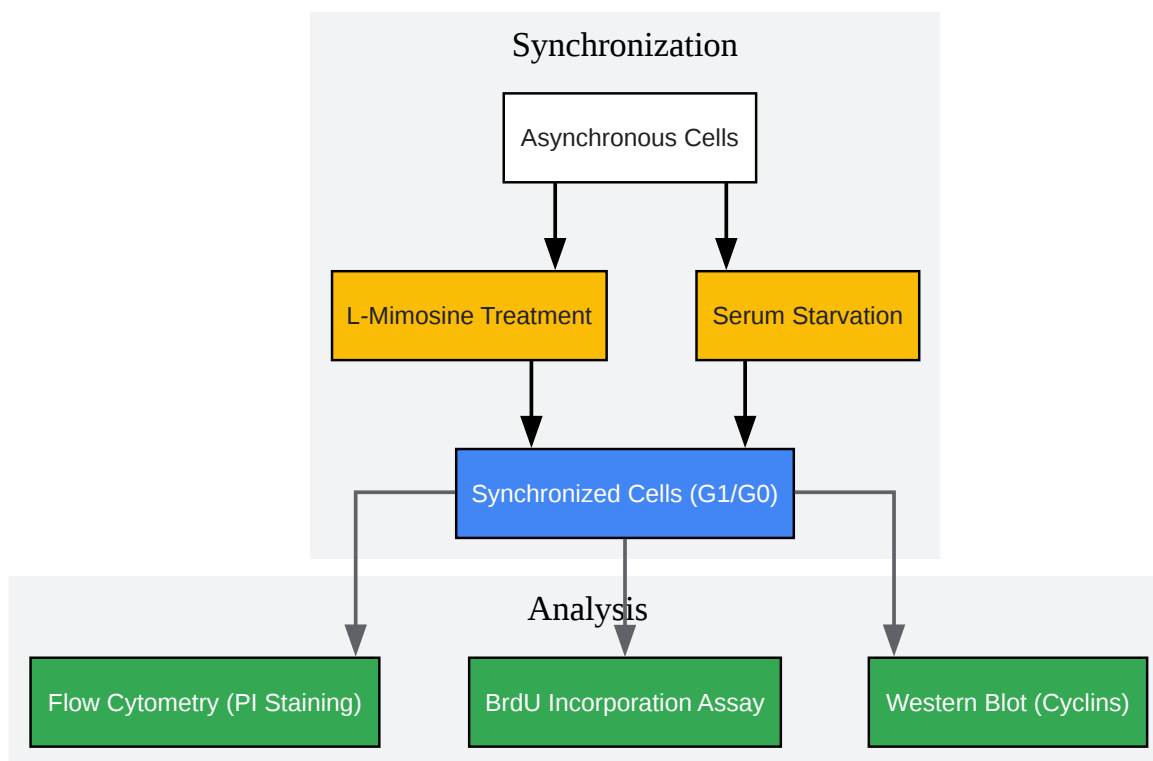 Synchronization
Asynchronous Cells
L-Mimosine Treatment
Serum Starvation
Synchronized Cells (G1/G0)
Analysis
Flow Cytometry (PI Staining)
BrdU Incorporation Assay
Western Blot (Cyclins)